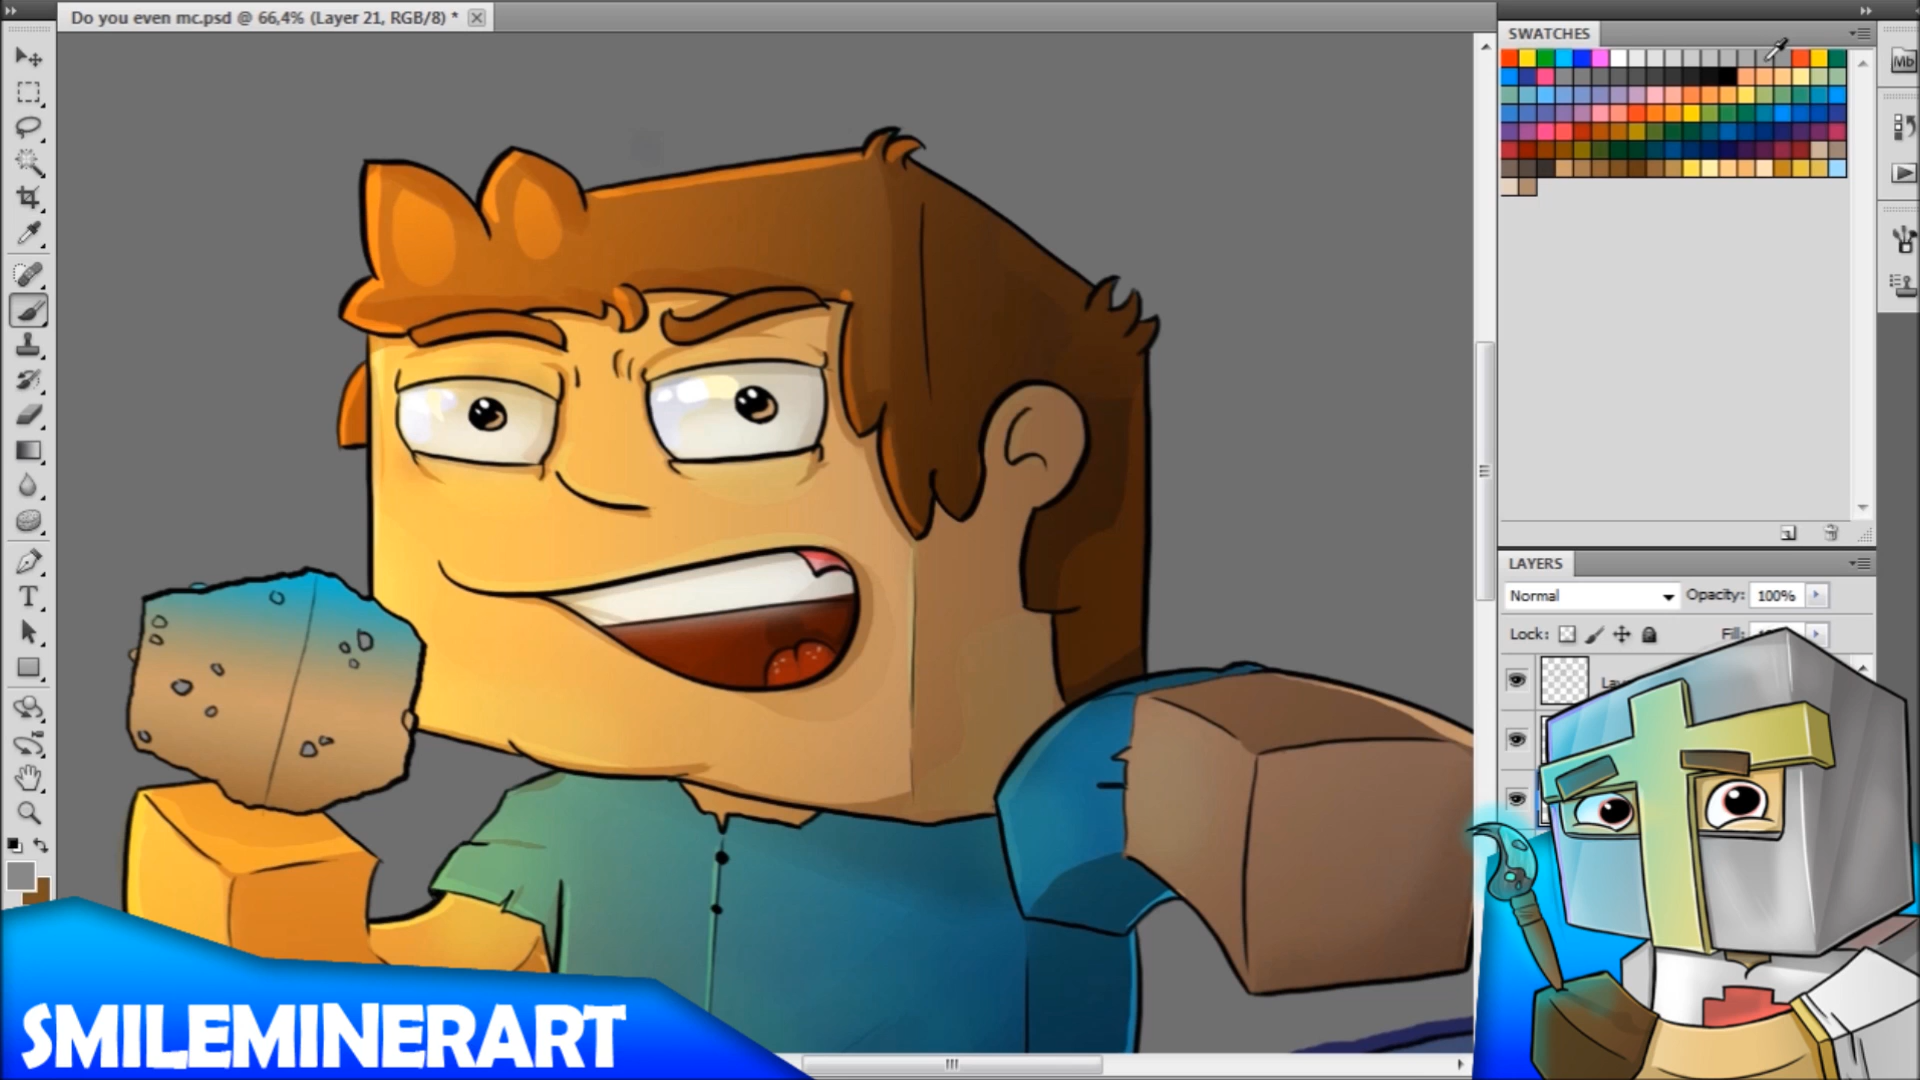 Do you even mc.psd @ 66,4% (Layer 21, RGB/8) *
SWATCHES
Mb
LAYERS
Normal
Opacity: 100%
Lock:
Fill:
SMILEMINERART